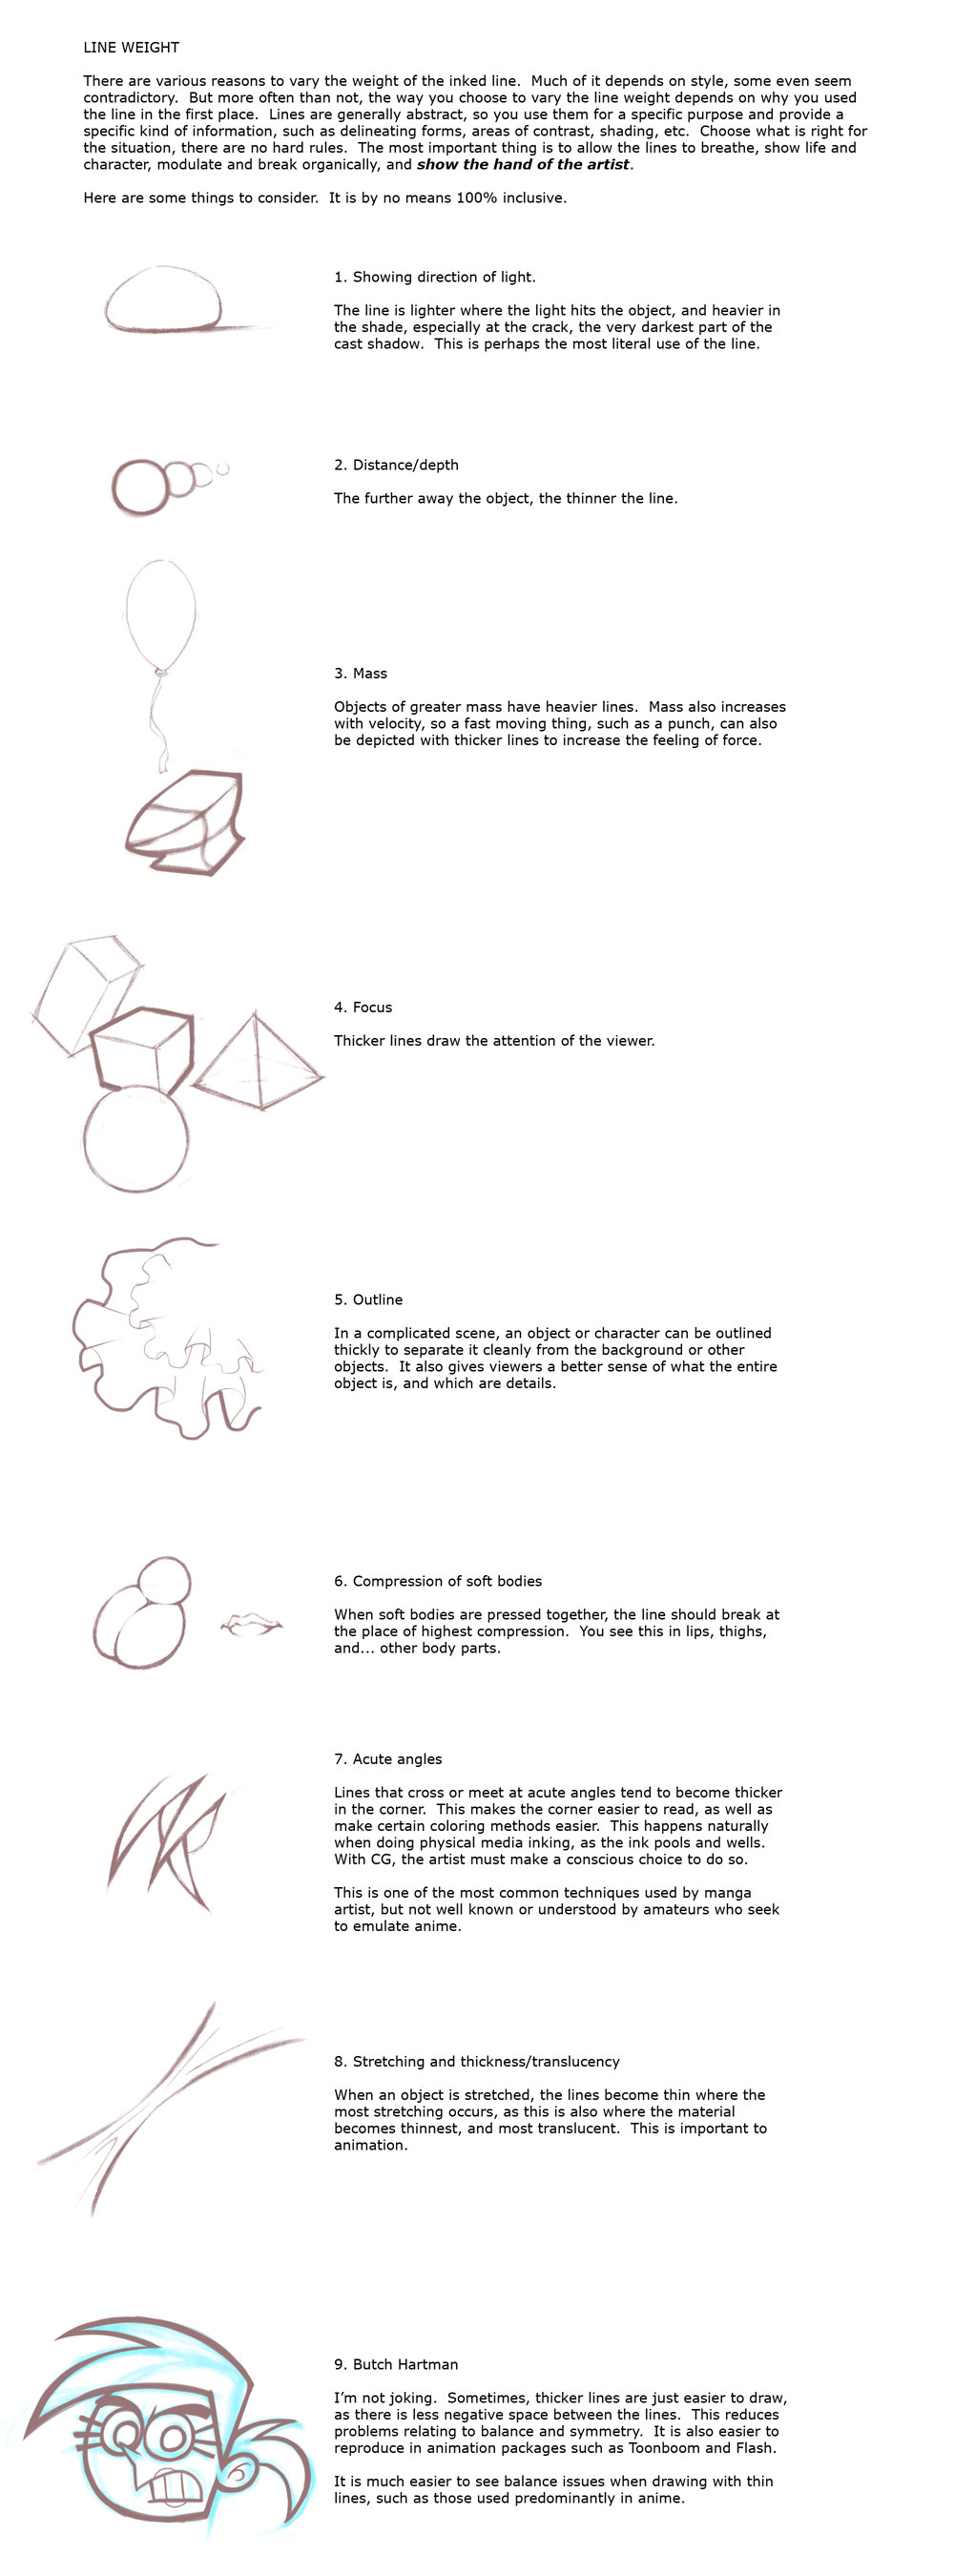 LINE WEIGHT
There are various reasons to vary the weight of the inked line.  Much of it depends on style, some even seem
contradictory.  But more often than not, the way you choose to vary the line weight depends on why you used
the line in the first place.  Lines are generally abstract, so you use them for a specific purpose and provide a
specific kind of information, such as delineating forms, areas of contrast, shading, etc.  Choose what is right for
the situation, there are no hard rules.  The most important thing is to allow the lines to breathe, show life and
character, modulate and break organically, and show the hand of the artist.
Here are some things to consider.  It is by no means 100% inclusive.
1. Showing direction of light.
The line is lighter where the light hits the object, and heavier in
the shade, especially at the crack, the very darkest part of the
cast shadow.  This is perhaps the most literal use of the line.
2. Distance/depth
The further away the object, the thinner the line.
3. Mass
Objects of greater mass have heavier lines.  Mass also increases
with velocity, so a fast moving thing, such as a punch, can also
be depicted with thicker lines to increase the feeling of force.
4. Focus
Thicker lines draw the attention of the viewer.
5. Outline
In a complicated scene, an object or character can be outlined
thickly to separate it cleanly from the background or other
objects.  It also gives viewers a better sense of what the entire
object is, and which are details.
6. Compression of soft bodies
When soft bodies are pressed together, the line should break at
the place of highest compression.  You see this in lips, thighs,
and... other body parts.
7. Acute angles
Lines that cross or meet at acute angles tend to become thicker
in the corner.  This makes the corner easier to read, as well as
make certain coloring methods easier.  This happens naturally
when doing physical media inking, as the ink pools and wells.
With CG, the artist must make a conscious choice to do so.
This is one of the most common techniques used by manga
artist, but not well known or understood by amateurs who seek
to emulate anime.
8. Stretching and thickness/translucency
When an object is stretched, the lines become thin where the
most stretching occurs, as this is also where the material
becomes thinnest, and most translucent.  This is important to
animation.
9. Butch Hartman
I'm not joking.  Sometimes, thicker lines are just easier to draw,
as there is less negative space between the lines.  This reduces
problems relating to balance and symmetry.  It is also easier to
reproduce in animation packages such as Toonboom and Flash.
It is much easier to see balance issues when drawing with thin
lines, such as those used predominantly in anime.